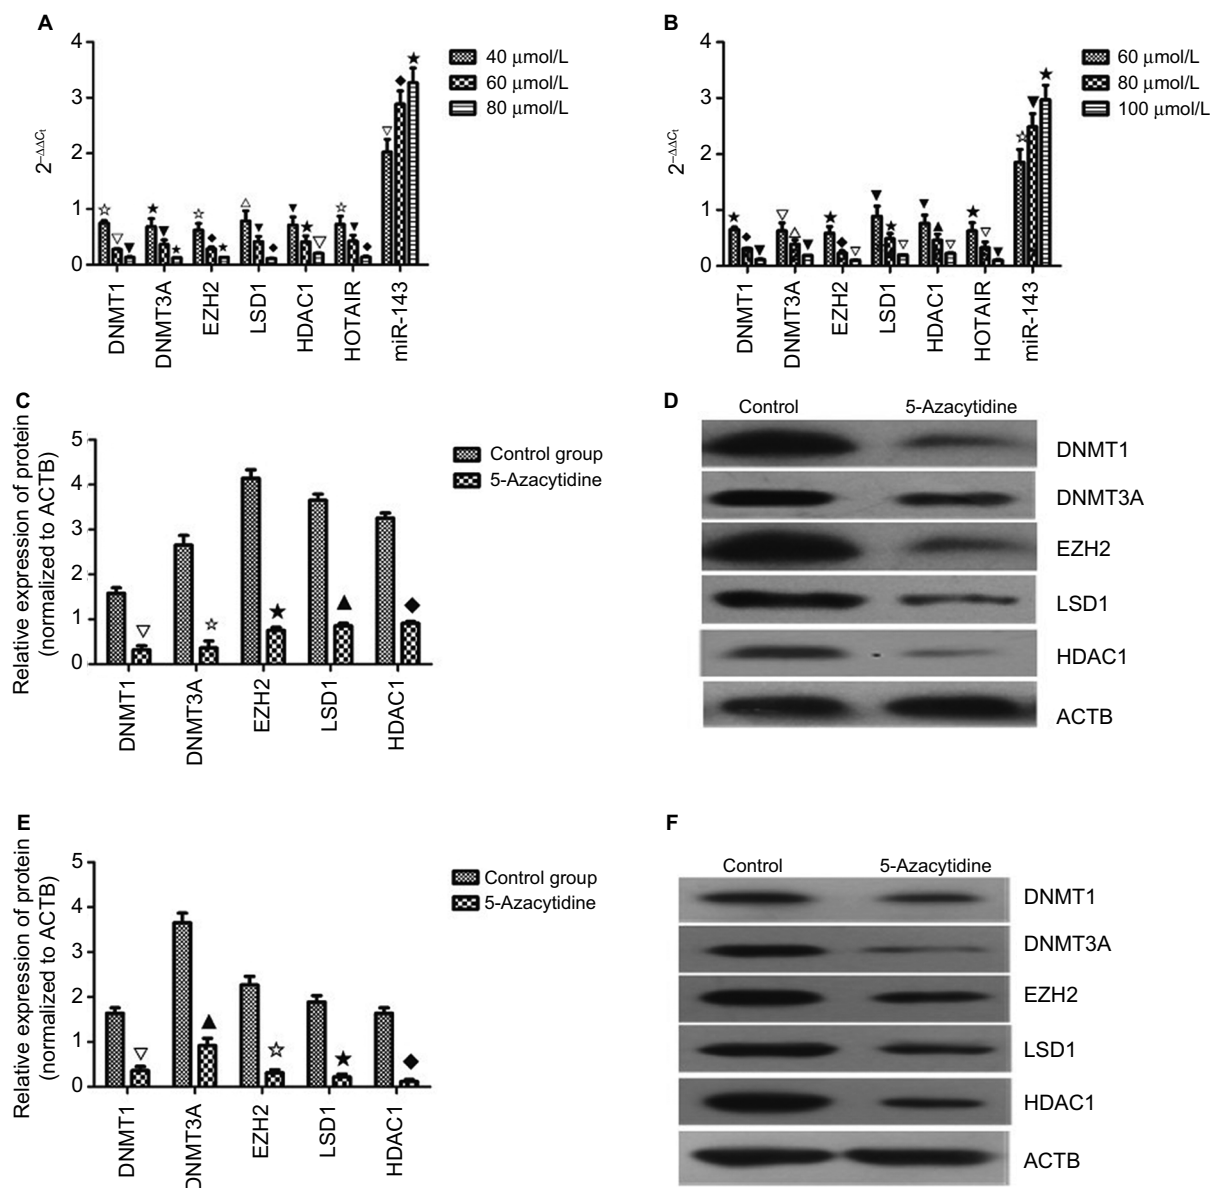 A
4
3
2
1
0
2−ΔΔCt
40 μmol/L
60 μmol/L
80 μmol/L
DNMT1
DNMT3A
EZH2
LSD1
HDAC1
HOTAIR
miR-143
B
4
3
2
1
0
2−ΔΔCt
60 μmol/L
80 μmol/L
100 μmol/L
DNMT1
DNMT3A
EZH2
LSD1
HDAC1
HOTAIR
miR-143
C
Relative expression of protein
(normalized to ACTB)
5
4
3
2
1
0
Control group
5-Azacytidine
DNMT1
DNMT3A
EZH2
LSD1
HDAC1
D
Control 5-Azacytidine
DNMT1
DNMT3A
EZH2
LSD1
HDAC1
ACTB
E
Relative expression of protein
(normalized to ACTB)
5
4
3
2
1
0
Control group
5-Azacytidine
DNMT1
DNMT3A
EZH2
LSD1
HDAC1
F
Control 5-Azacytidine
DNMT1
DNMT3A
EZH2
LSD1
HDAC1
ACTB